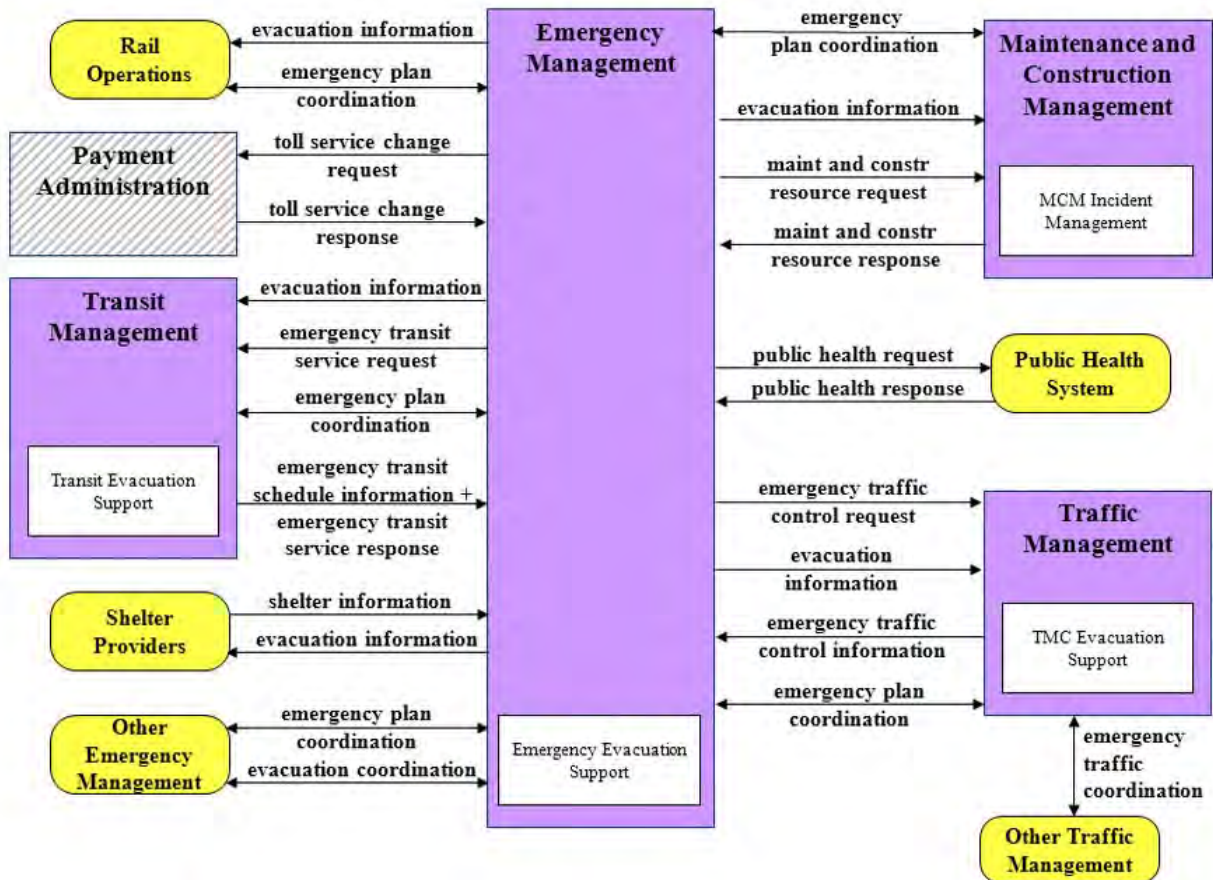 Rail
Operations
evacuation information
emergency plan
coordination
Payment
Administration
toll service change
request
toll service change
response
Transit
Management
evacuation information
emergency transit
service request
emergency plan
coordination
Transit Evacuation
Support
emergency transit
schedule information +
emergency transit
service response
Shelter
Providers
shelter information
evacuation information
Other
Emergency
Management
emergency plan
coordination
evacuation coordination
Emergency
Management
Emergency Evacuation
Support
emergency
plan coordination
evacuation information
maint and constr
resource request
maint and constr
resource response
Maintenance and
Construction
Management
MCM Incident
Management
public health request
public health response
Public Health
System
emergency traffic
control request
evacuation
information
emergency traffic
control information
emergency plan
coordination
Traffic
Management
TMC Evacuation
Support
emergency
traffic
coordination
Other Traffic
Management